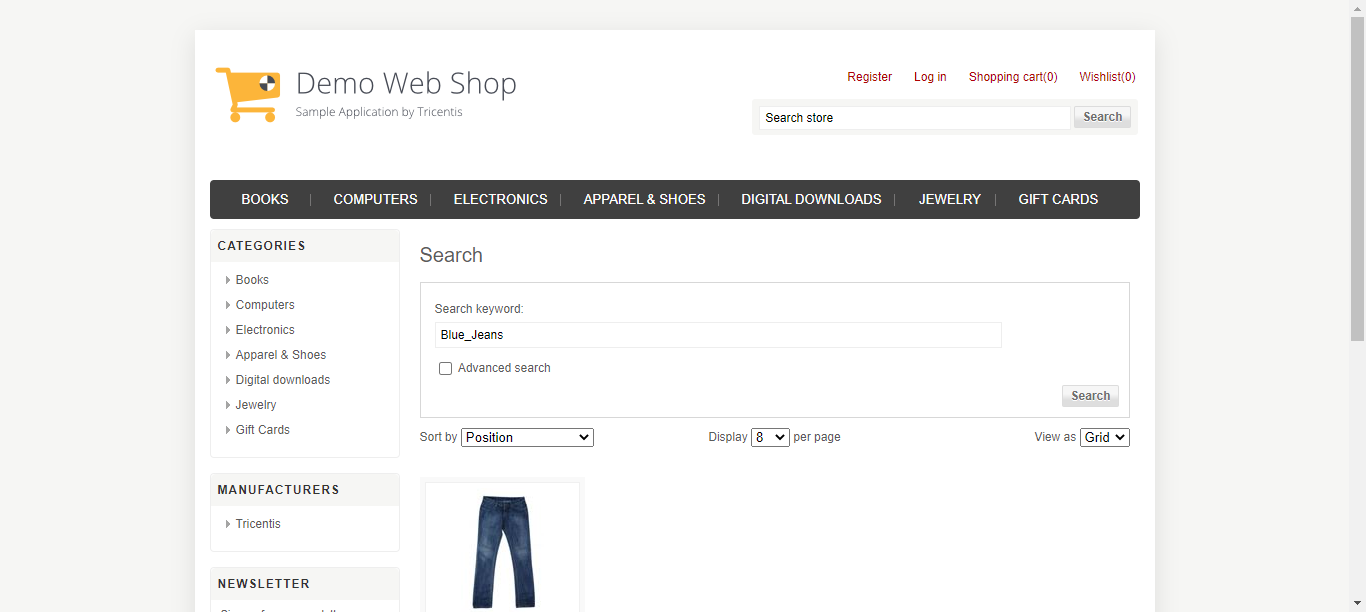 Demo Web Shop
Sample Application by Tricentis
Register Log in Shopping cart(0) Wishlist(0)
Search store Search
BOOKS COMPUTERS ELECTRONICS APPAREL & SHOES DIGITAL DOWNLOADS JEWELRY GIFT CARDS
CATEGORIES
Books
Computers
Electronics
Apparel & Shoes
Digital downloads
Jewelry
Gift Cards
MANUFACTURERS
Tricentis
NEWSLETTER
Search
Search keyword:
Blue_Jeans
Advanced search
Search
Sort by Position Display 8 per page View as Grid